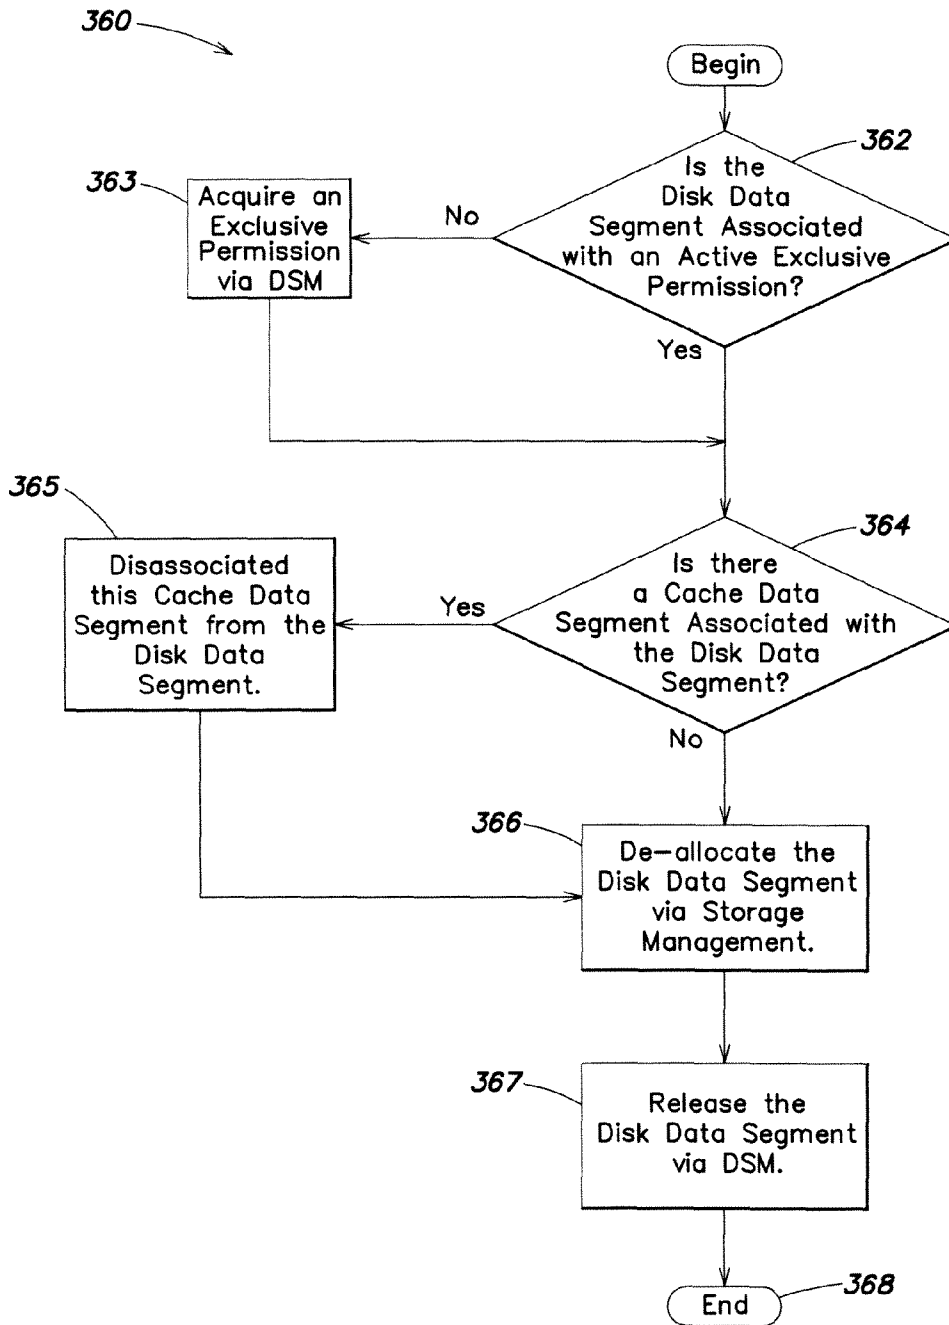 360
Begin
362
Is the
Disk Data
Segment Associated
with an Active Exclusive
Permission?
No
Yes
363
Acquire an
Exclusive
Permission
via DSM
364
Is there
a Cache Data
Segment Associated with
the Disk Data
Segment?
Yes
No
365
Disassociated
this Cache Data
Segment from the
Disk Data
Segment.
366
De-allocate the
Disk Data Segment
via Storage
Management.
367
Release the
Disk Data Segment
via DSM.
End
368